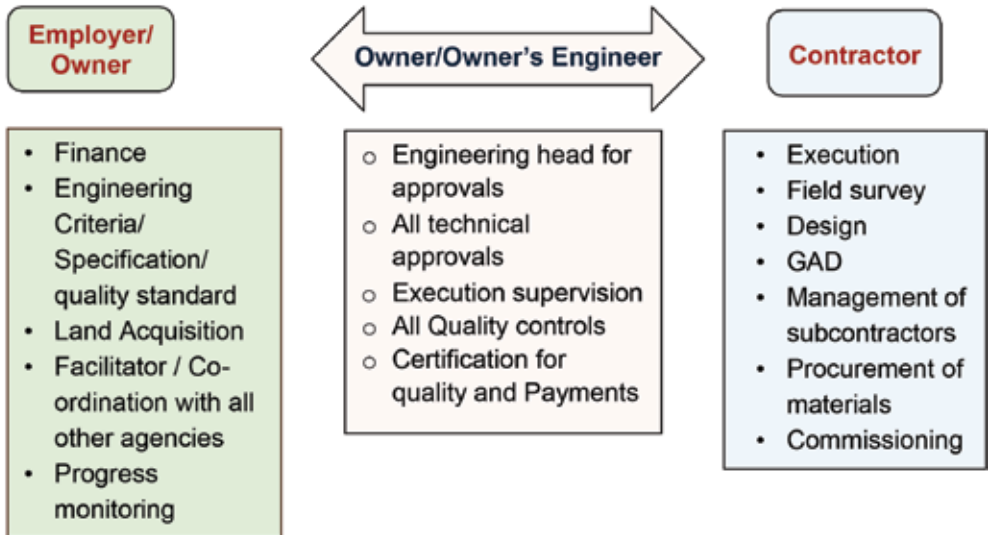 Employer/
Owner
Owner/Owner's Engineer
Contractor
• Finance
• Engineering
Criteria/
Specification/
quality standard
• Land Acquisition
• Facilitator / Co-
ordination with all
other agencies
• Progress
monitoring
o Engineering head for
approvals
o All technical
approvals
o Execution supervision
o All Quality controls
o Certification for
quality and Payments
• Execution
• Field survey
• Design
• GAD
• Management of
subcontractors
• Procurement of
materials
• Commissioning